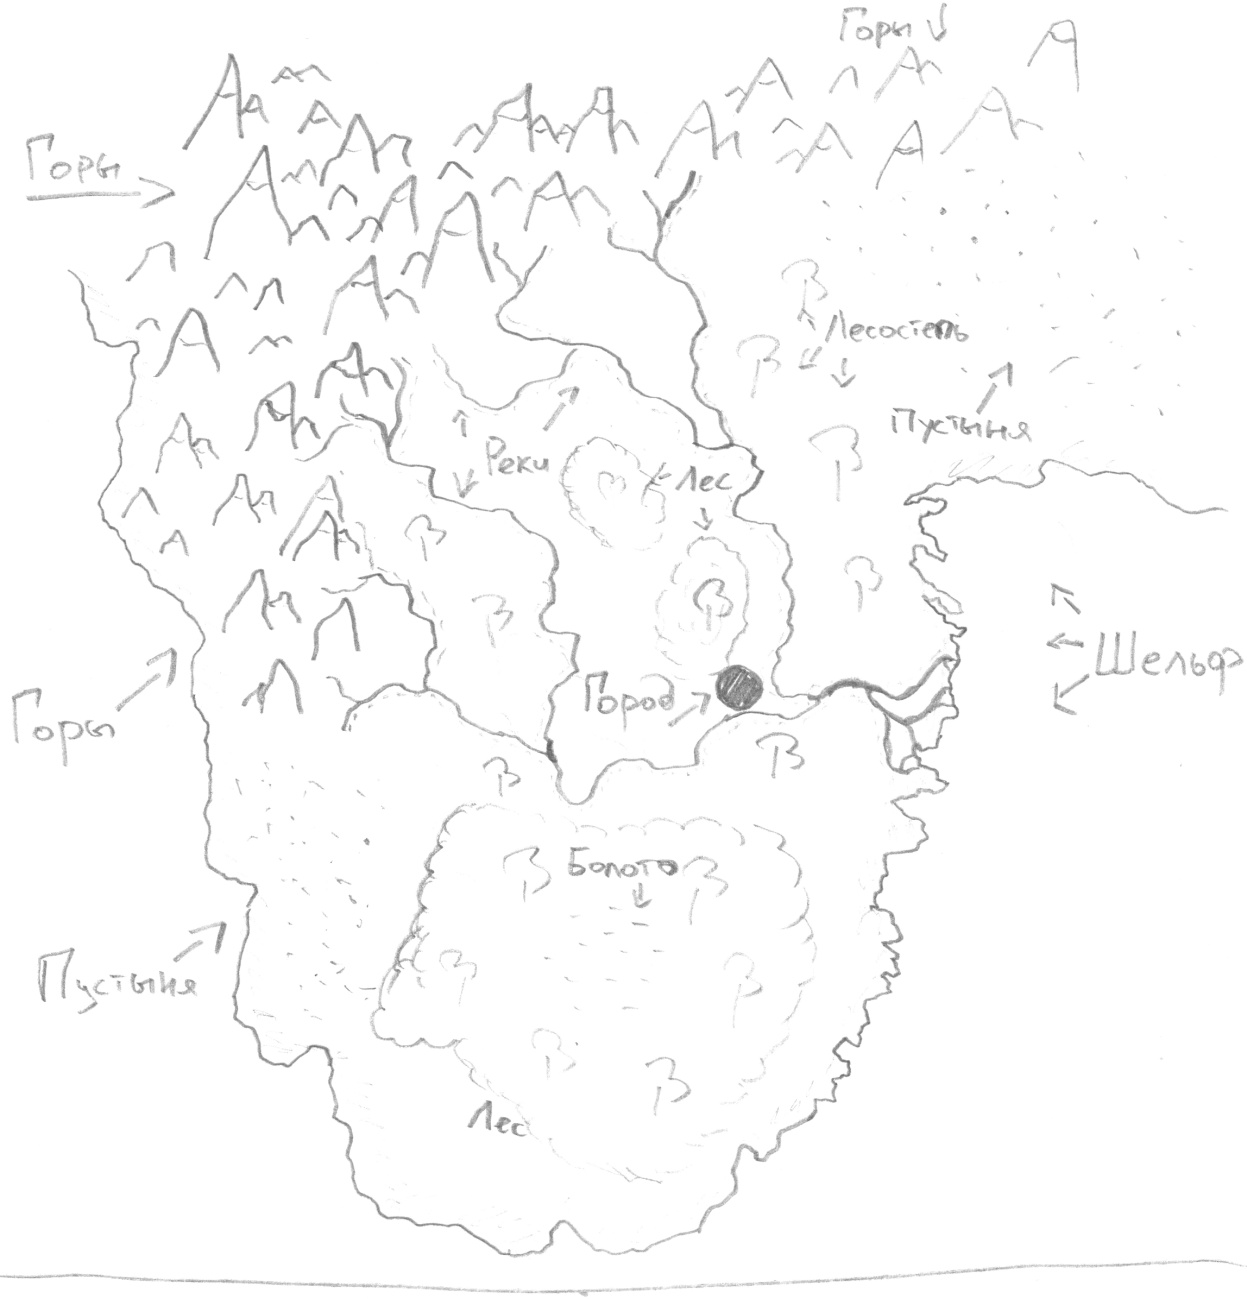 Горы
Горы
Лесостепь
Пустыня
Реки
Лес
Шельф
Город
Горы
Болото
Пустыня
Лес